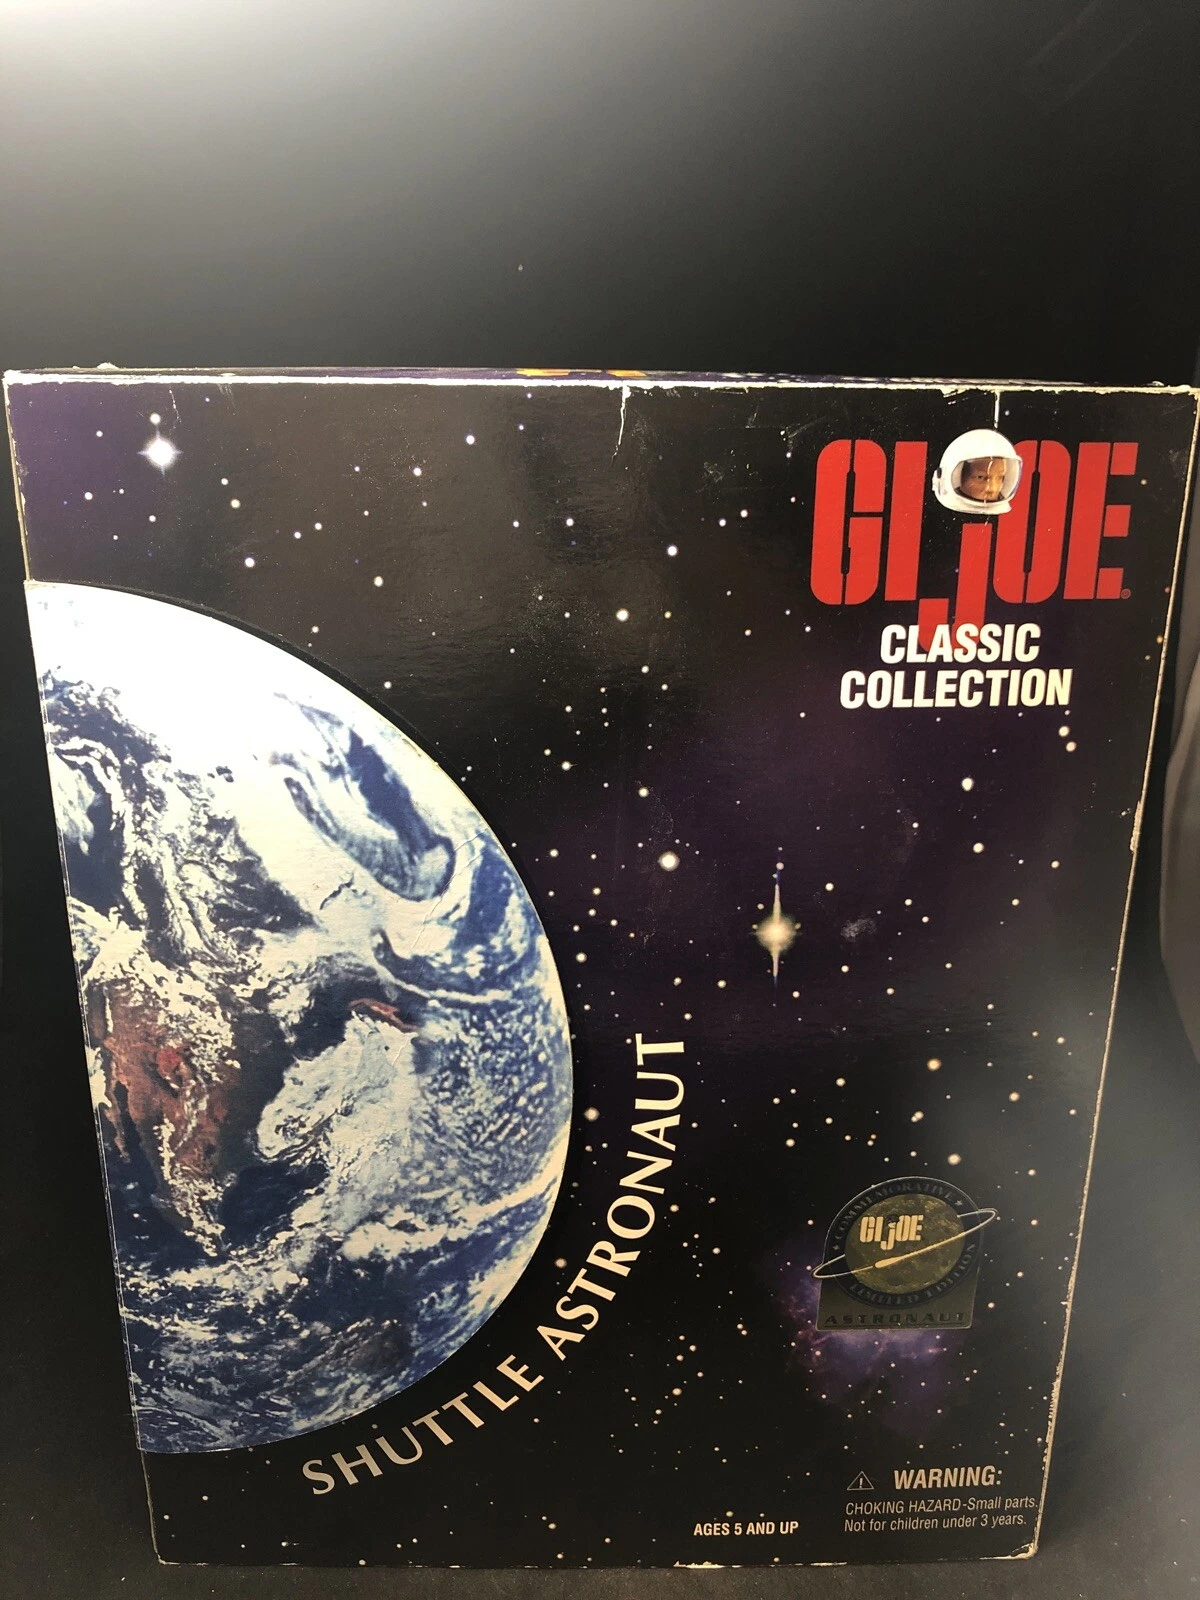 GI JOE®
CLASSIC
COLLECTION
SHUTTLE ASTRONAUT
COMMEMORATIVE
GI JOE
LIMITED EDITION
ASTRONAUT
WARNING:
CHOKING HAZARD-Small parts.
Not for children under 3 years.
AGES 5 AND UP